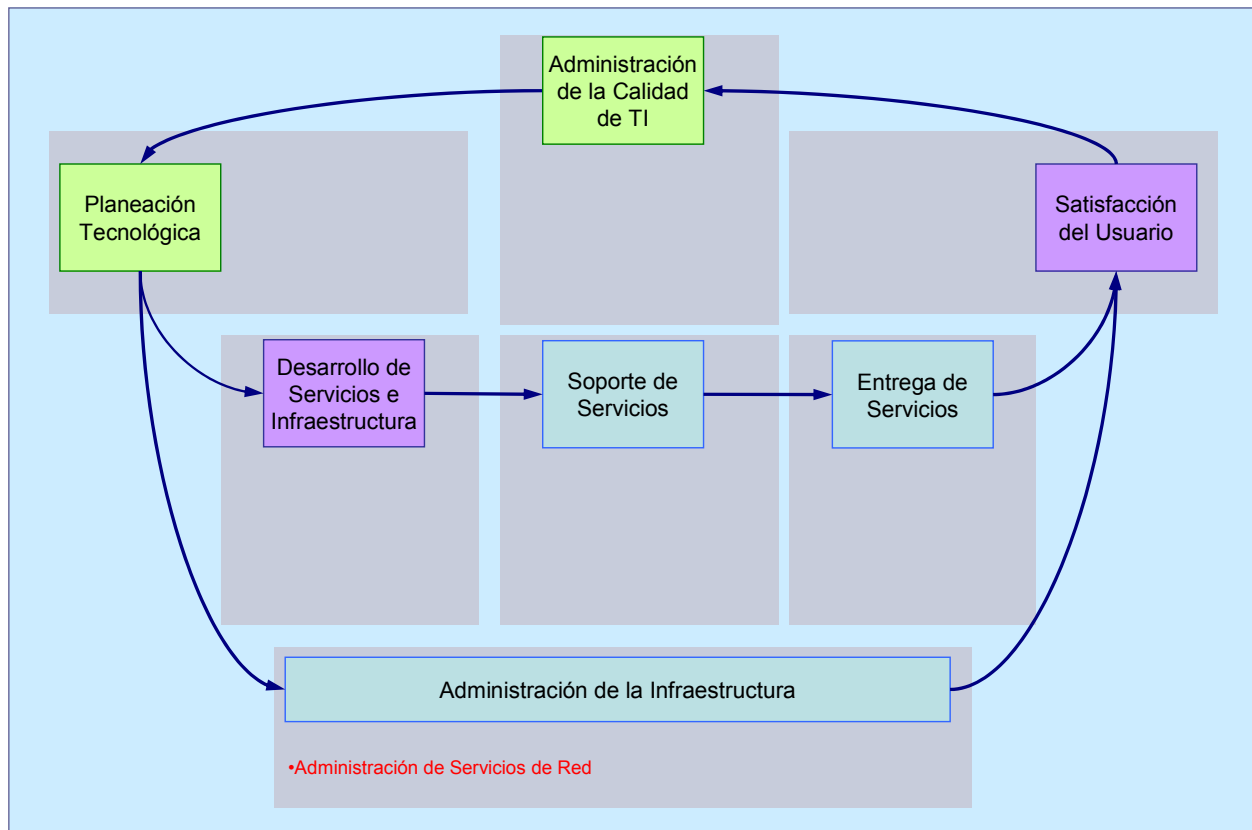 Administración
de la Calidad
de TI
Planeación
Tecnológica
Satisfacción
del Usuario
Desarrollo de
Servicios e
Infraestructura
Soporte de
Servicios
Entrega de
Servicios
Administración de la Infraestructura
•Administración de Servicios de Red